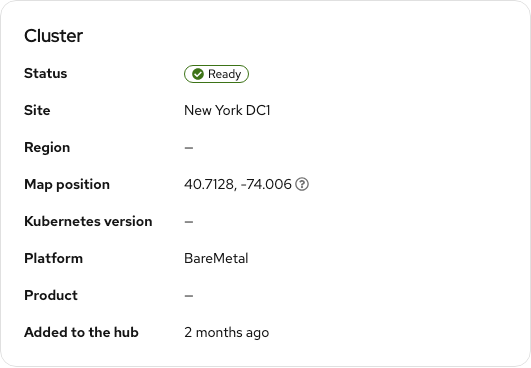 Cluster
Status Ready
Site New York DC1
Region –
Map position 40.7128, -74.006
Kubernetes version –
Platform BareMetal
Product –
Added to the hub 2 months ago